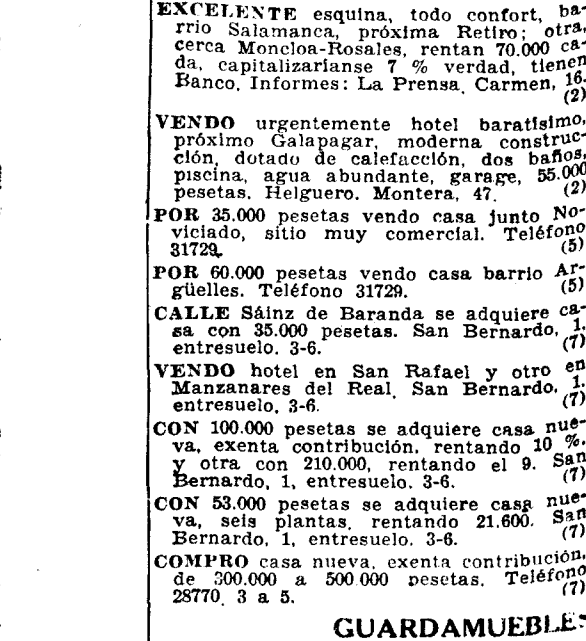 EXCELENTE esquina, todo confort, ba-
rrio Salamanca, próxima Retiro; otra,
cerca Moncloa-Rosales, rentan 70.000 ca-
da, capitalizaríanse 7 % verdad, tienen
Banco. Informes: La Prensa. Carmen, 16.
(2)
VENDO urgentemente hotel baratísimo,
próximo Galapagar, moderna construc-
ción, dotado de calefacción, dos baños,
piscina, agua abundante, garage, 55.000
pesetas. Helguero. Montera, 47. (2)
POR 35.000 pesetas vendo casa junto No-
viciado, sitio muy comercial. Teléfono
31729. (5)
POR 60.000 pesetas vendo casa barrio Ar-
güelles. Teléfono 31729. (5)
CALLE Sáinz de Baranda se adquiere ca-
sa con 35.000 pesetas. San Bernardo, 1,
entresuelo. 3-6. (7)
VENDO hotel en San Rafael y otro en
Manzanares del Real. San Bernardo, 1,
entresuelo, 3-6. (7)
CON 100.000 pesetas se adquiere casa nue-
va, exenta contribución, rentando 10 %,
y otra con 210.000, rentando el 9. San
Bernardo, 1, entresuelo. 3-6. (7)
CON 53.000 pesetas se adquiere casa nue-
va, seis plantas, rentando 21.600. San
Bernardo, 1, entresuelo. 3-6. (7)
COMPRO casa nueva, exenta contribución,
de 300.000 a 500.000 pesetas. Teléfono
28770. 3 a 5. (7)
GUARDAMUEBLES